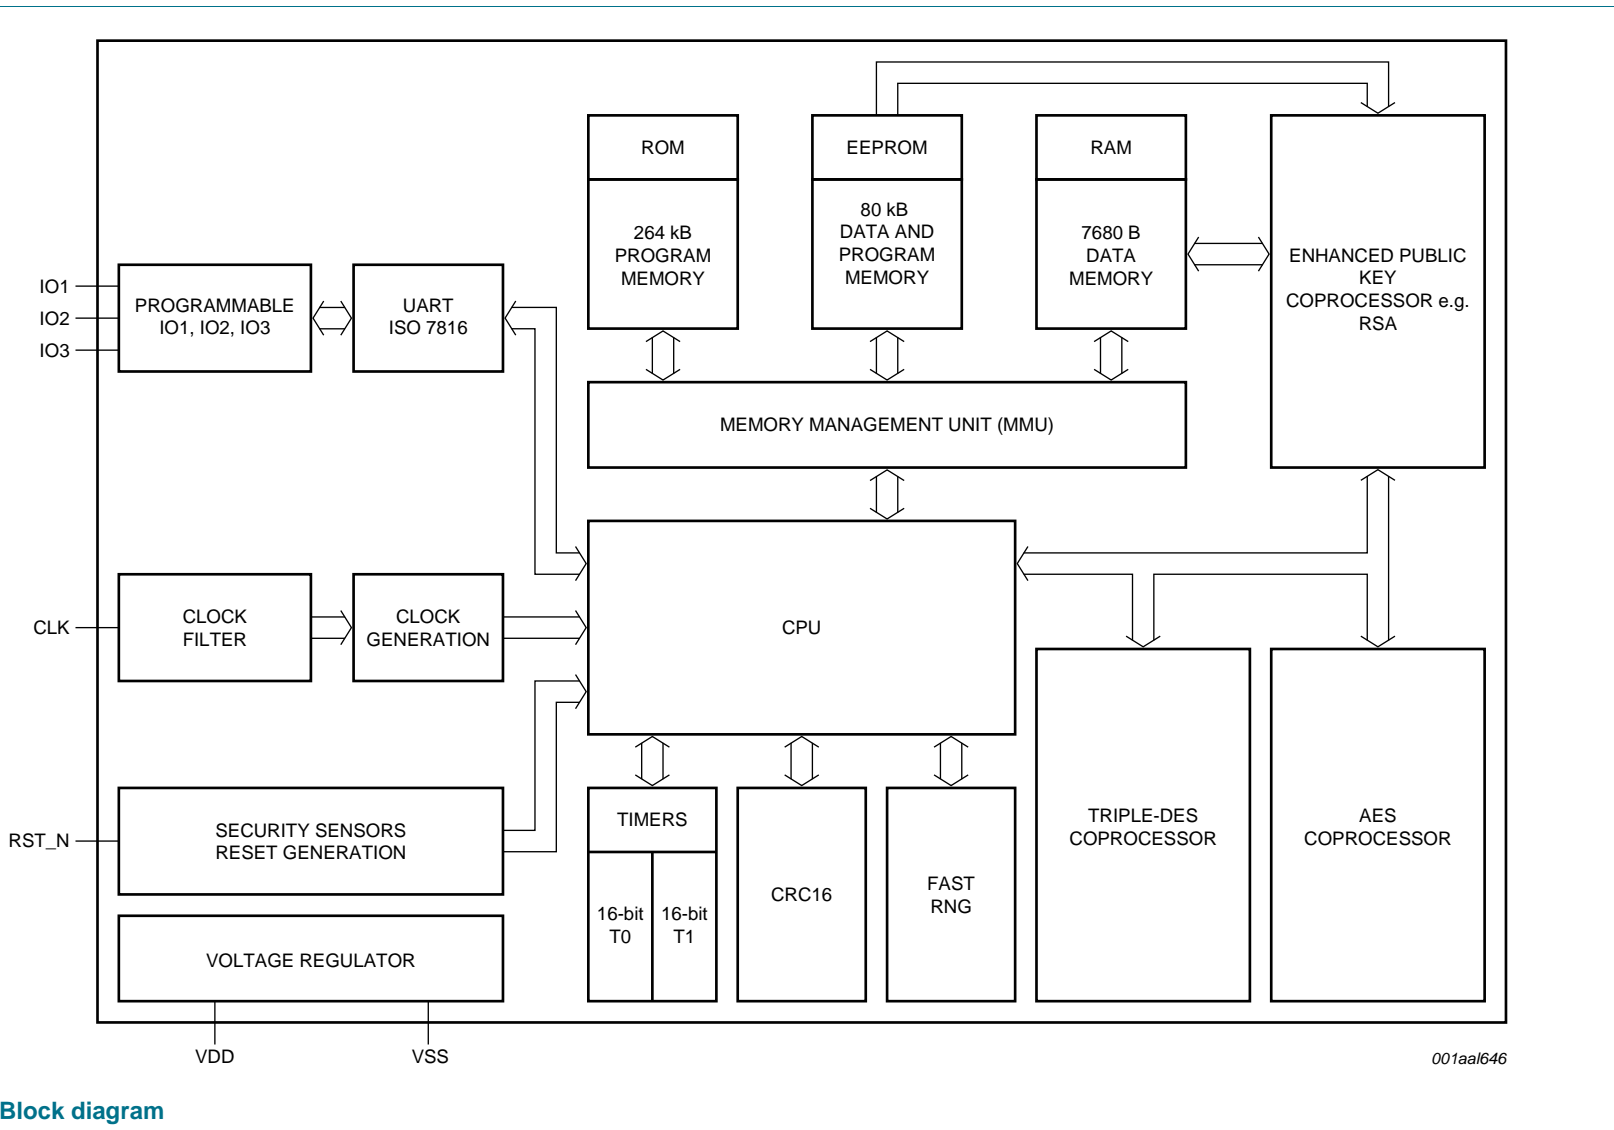 ROM
EEPROM
RAM
264 kB
PROGRAM
MEMORY
80 kB
DATA AND
PROGRAM
MEMORY
7680 B
DATA
MEMORY
ENHANCED PUBLIC
KEY
COPROCESSOR e.g.
RSA
IO1
IO2
IO3
PROGRAMMABLE
IO1, IO2, IO3
UART
ISO 7816
MEMORY MANAGEMENT UNIT (MMU)
CLK
CLOCK
FILTER
CLOCK
GENERATION
CPU
RST_N
SECURITY SENSORS
RESET GENERATION
TIMERS
16-bit
T0
16-bit
T1
CRC16
FAST
RNG
TRIPLE-DES
COPROCESSOR
AES
COPROCESSOR
VOLTAGE REGULATOR
VDD
VSS
001aal646
Block diagram